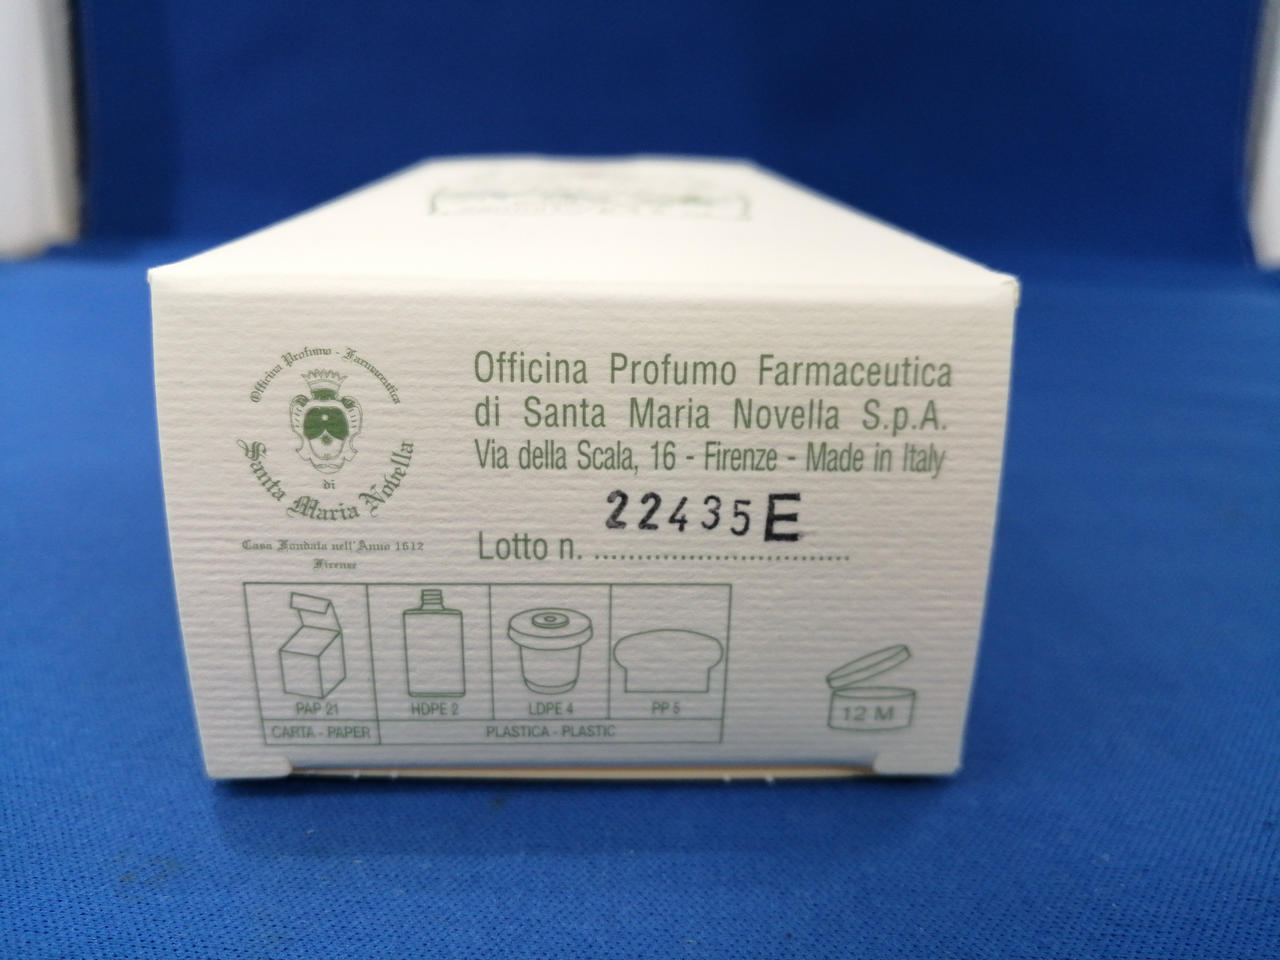 Officina Profumo - Farmaceutica
di
Santa Maria Novella
Casa Fondata nell'Anno 1612
Firenze
Officina Profumo Farmaceutica
di Santa Maria Novella S.p.A.
Via della Scala, 16 - Firenze - Made in Italy
22435E
Lotto n. ..............................
PAP 21
HDPE 2
LDPE 4
PP 5
CARTA - PAPER
PLASTICA - PLASTIC
12 M